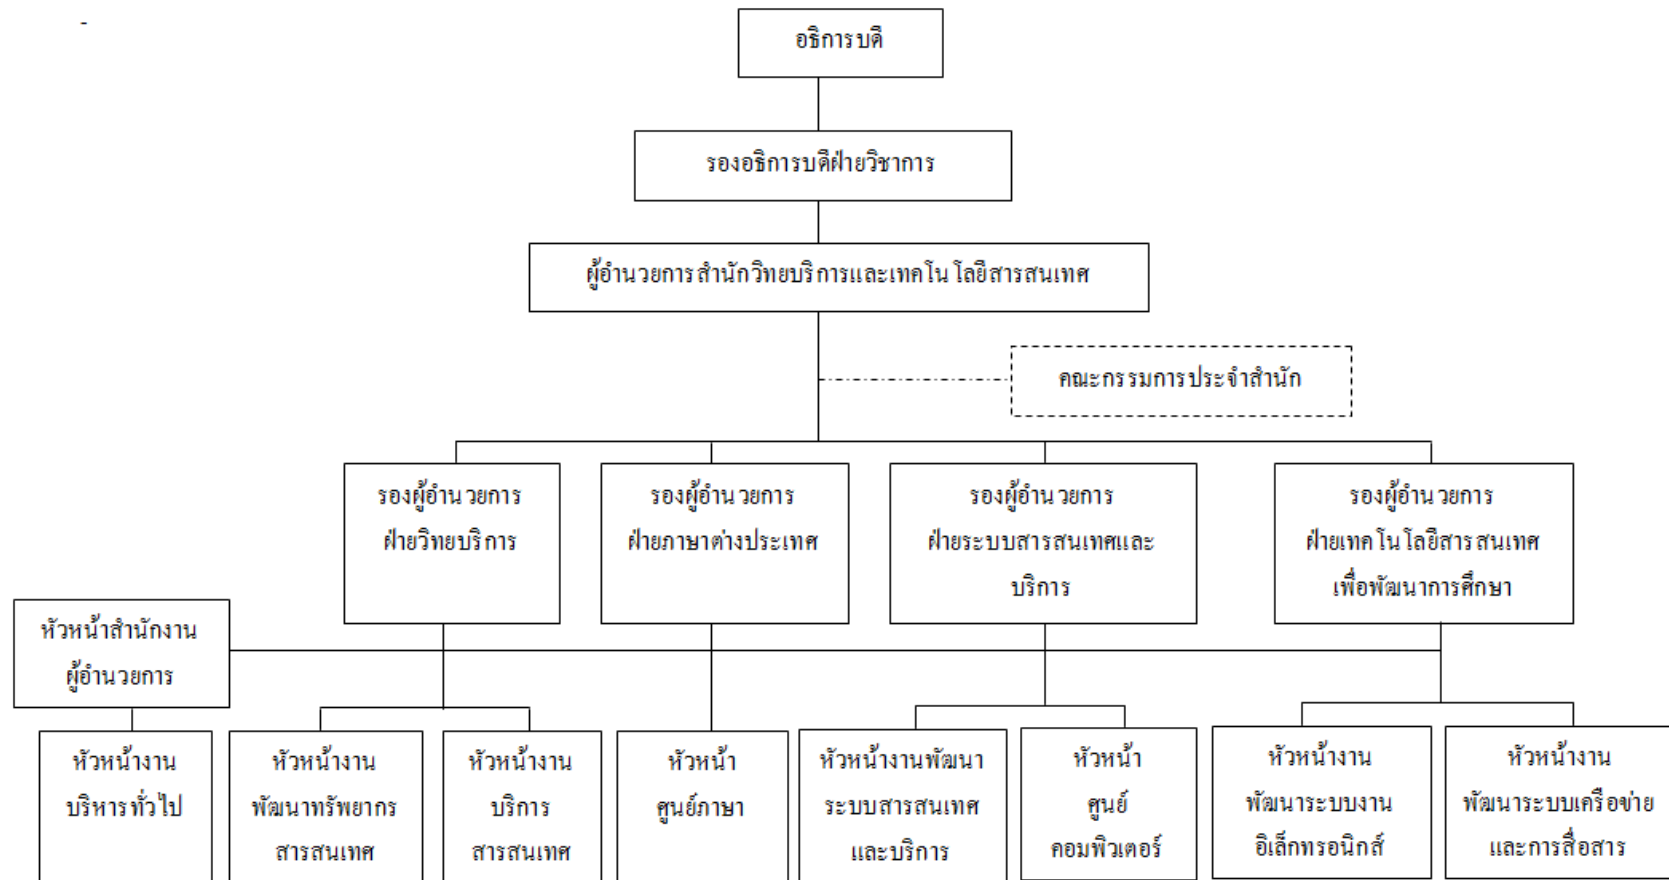 -
อธิการบดี
รองอธิการบดีฝ่ายวิชาการ
ผู้อำนวยการสำนักวิทยบริการและเทคโนโลยีสารสนเทศ
คณะกรรมการประจำสำนัก
รองผู้อำนวยการ
ฝ่ายวิทยบริการ
รองผู้อำนวยการ
ฝ่ายภาษาต่างประเทศ
รองผู้อำนวยการ
ฝ่ายระบบสารสนเทศและ
บริการ
รองผู้อำนวยการ
ฝ่ายเทคโนโลยีสารสนเทศ
เพื่อพัฒนาการศึกษา
หัวหน้าสำนักงาน
ผู้อำนวยการ
หัวหน้างาน
บริหารทั่วไป
หัวหน้างาน
พัฒนาทรัพยากร
สารสนเทศ
หัวหน้างาน
บริการ
สารสนเทศ
หัวหน้า
ศูนย์ภาษา
หัวหน้างานพัฒนา
ระบบสารสนเทศ
และบริการ
หัวหน้า
ศูนย์
คอมพิวเตอร์
หัวหน้างาน
พัฒนาระบบงาน
อิเล็กทรอนิกส์
หัวหน้างาน
พัฒนาระบบเครือข่าย
และการสื่อสาร